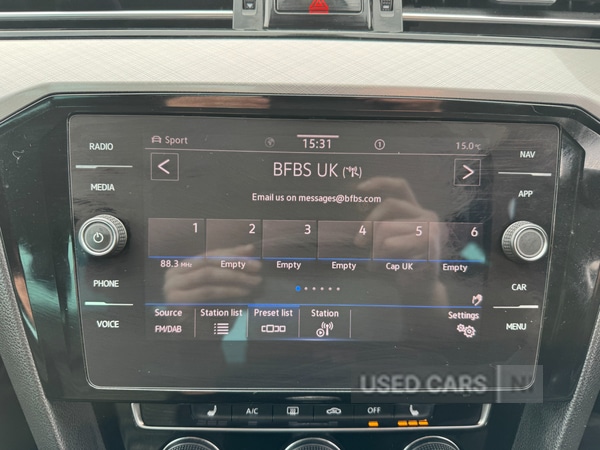 Sport 15:31 15.0 °C
RADIO
NAV
BFBS UK
MEDIA
APP
Email us on messages@bfbs.com
1 2 3 4 5 6
88.3 MHz Empty Empty Empty Cap UK Empty
PHONE
CAR
Source Station list Preset list Station Settings
FM/DAB
VOICE
MENU
USED CARS NI
A/C OFF